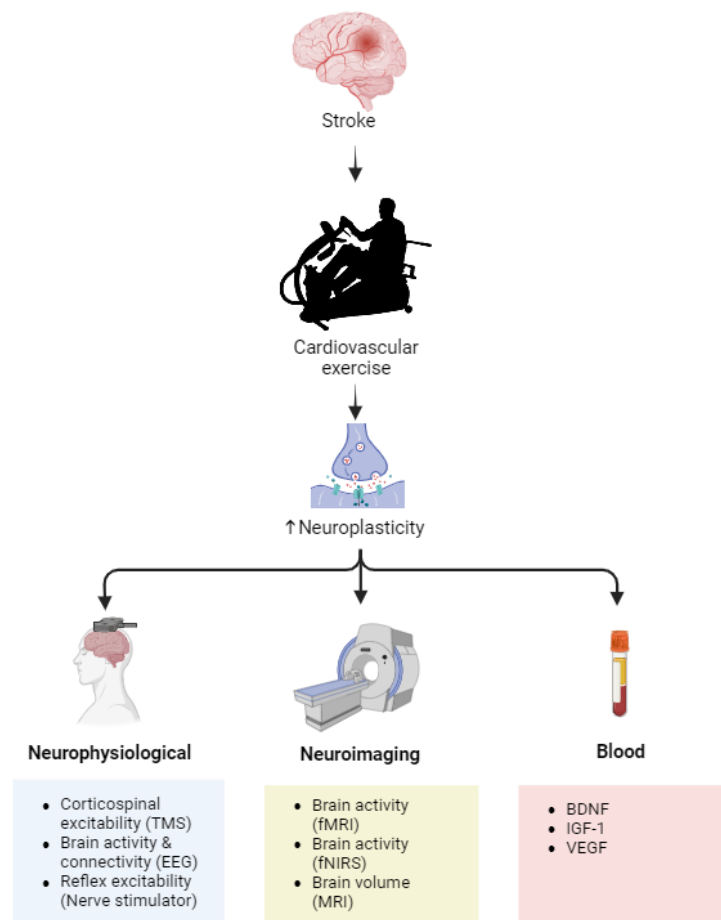 Stroke
Cardiovascular
exercise
↑Neuroplasticity
Neurophysiological
Neuroimaging
Blood
• Corticospinal
excitability (TMS)
• Brain activity &
connectivity (EEG)
• Reflex excitability
(Nerve stimulator)
• Brain activity
(fMRI)
• Brain activity
(fNIRS)
• Brain volume
(MRI)
• BDNF
• IGF-1
• VEGF